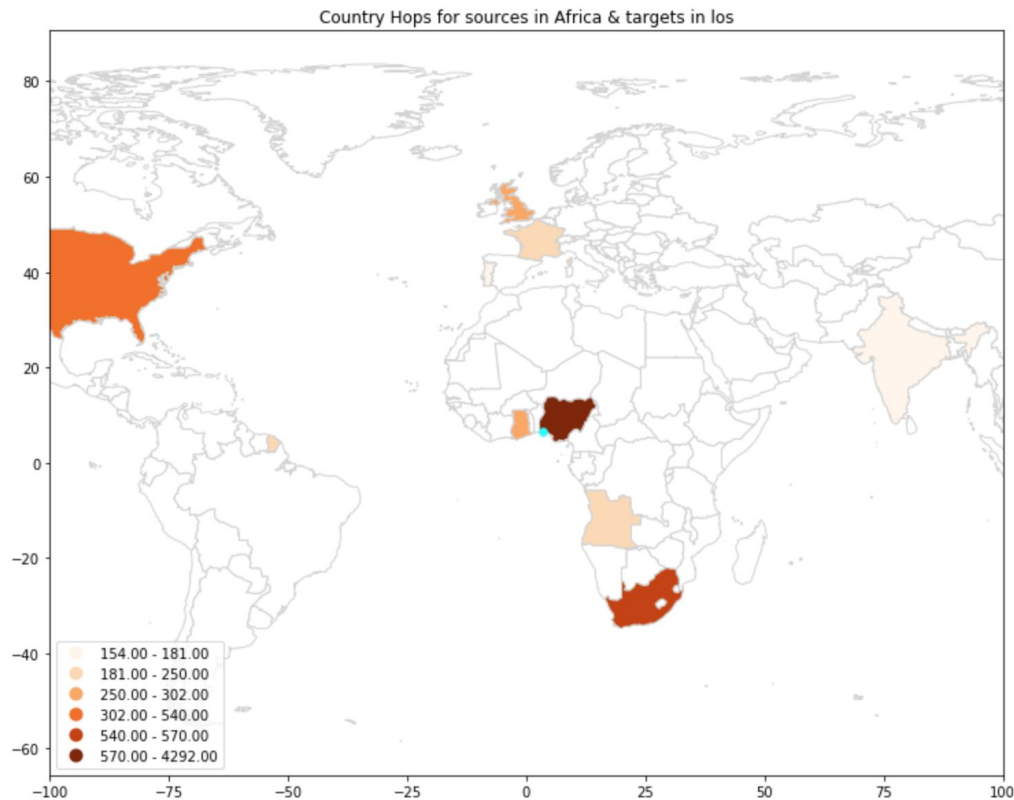 Country Hops for sources in Africa & targets in los
80
60
40
20
0
−20
−40
−60
154.00 - 181.00
181.00 - 250.00
250.00 - 302.00
302.00 - 540.00
540.00 - 570.00
570.00 - 4292.00
−100 −75 −50 −25 0 25 50 75 100